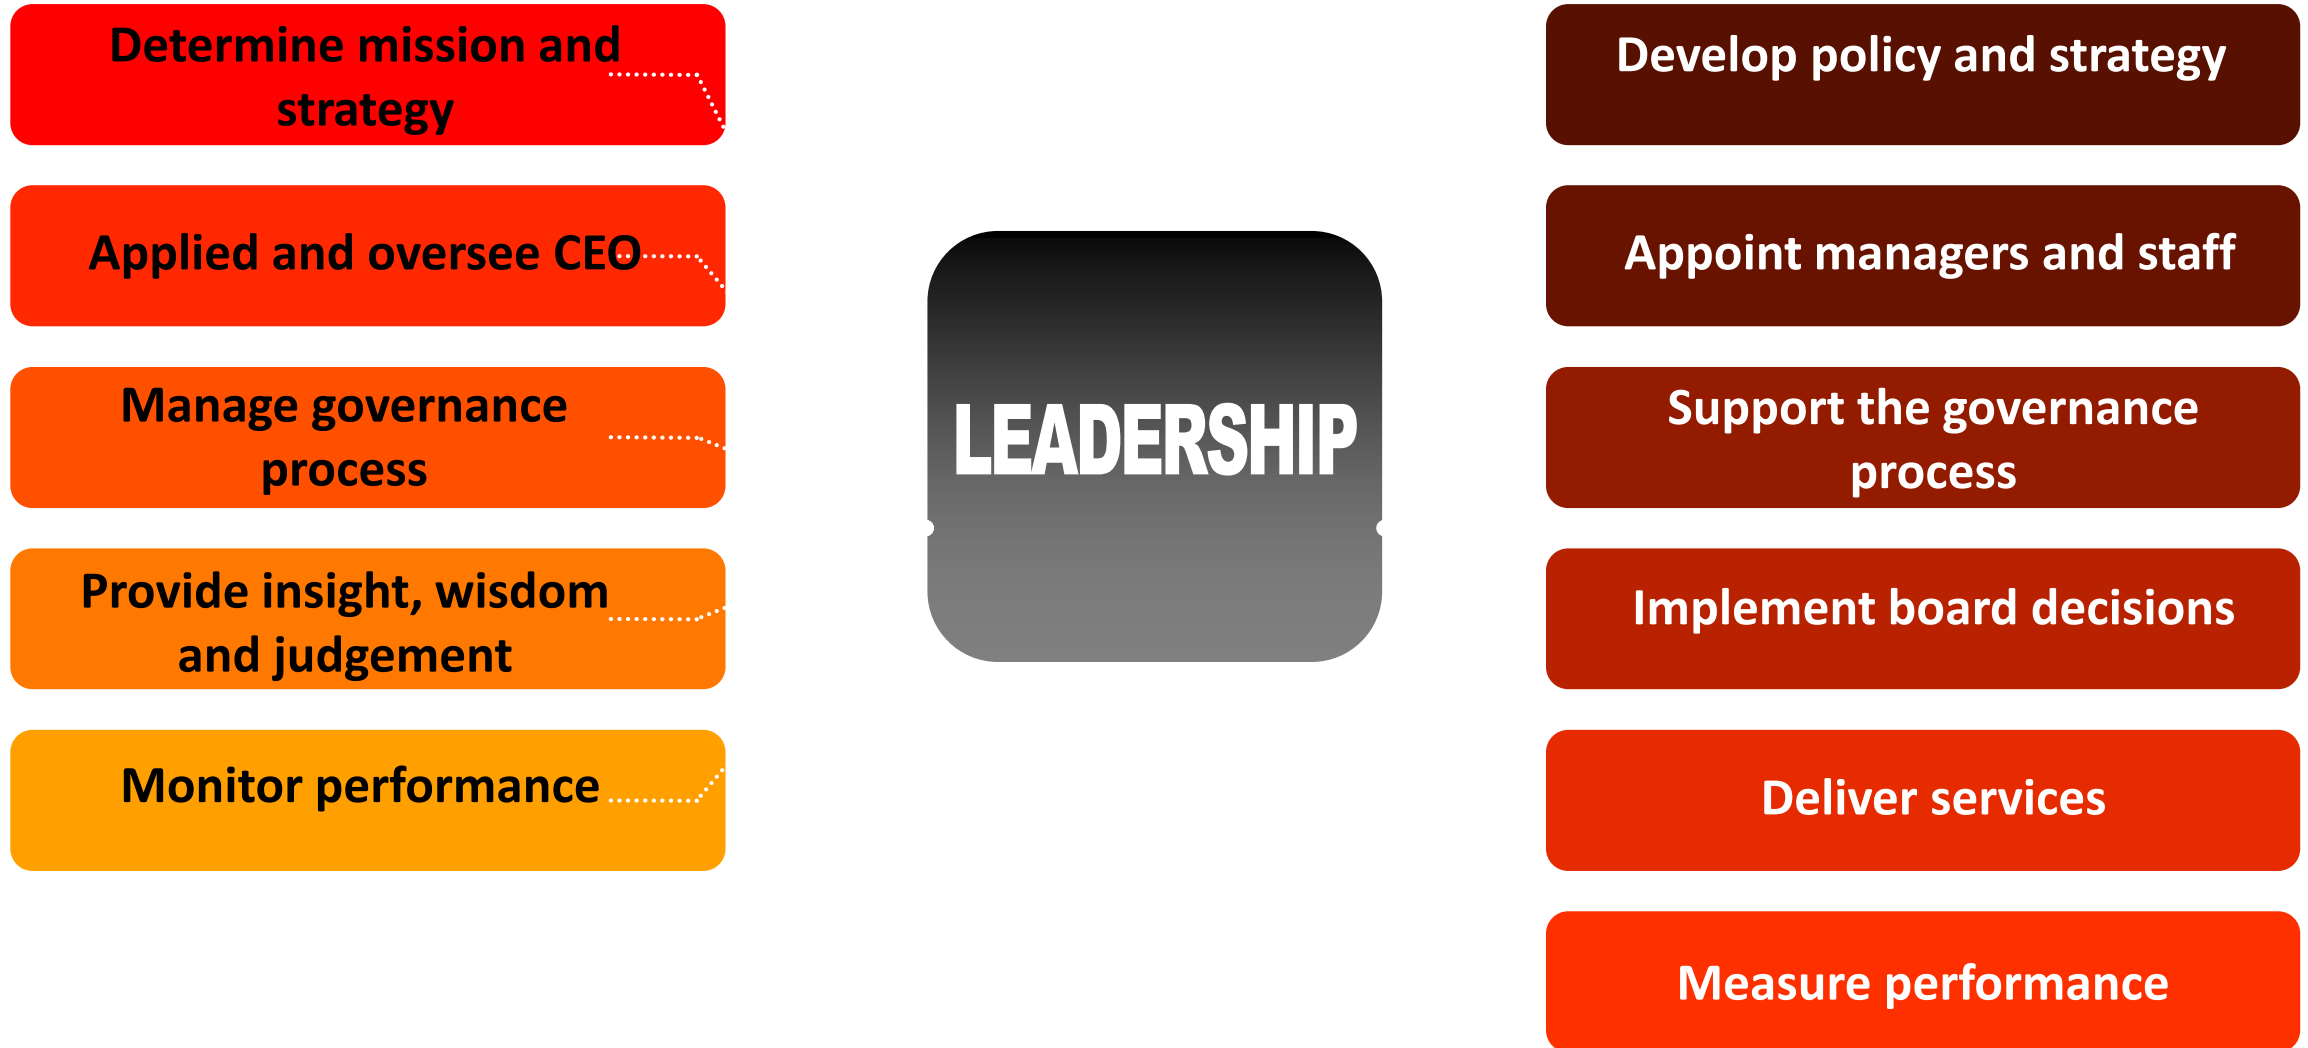 Determine mission and
strategy
Applied and oversee CEO
Manage governance
process
Provide insight, wisdom
and judgement
Monitor performance
LEADERSHIP
Develop policy and strategy
Appoint managers and staff
Support the governance
process
Implement board decisions
Deliver services
Measure performance